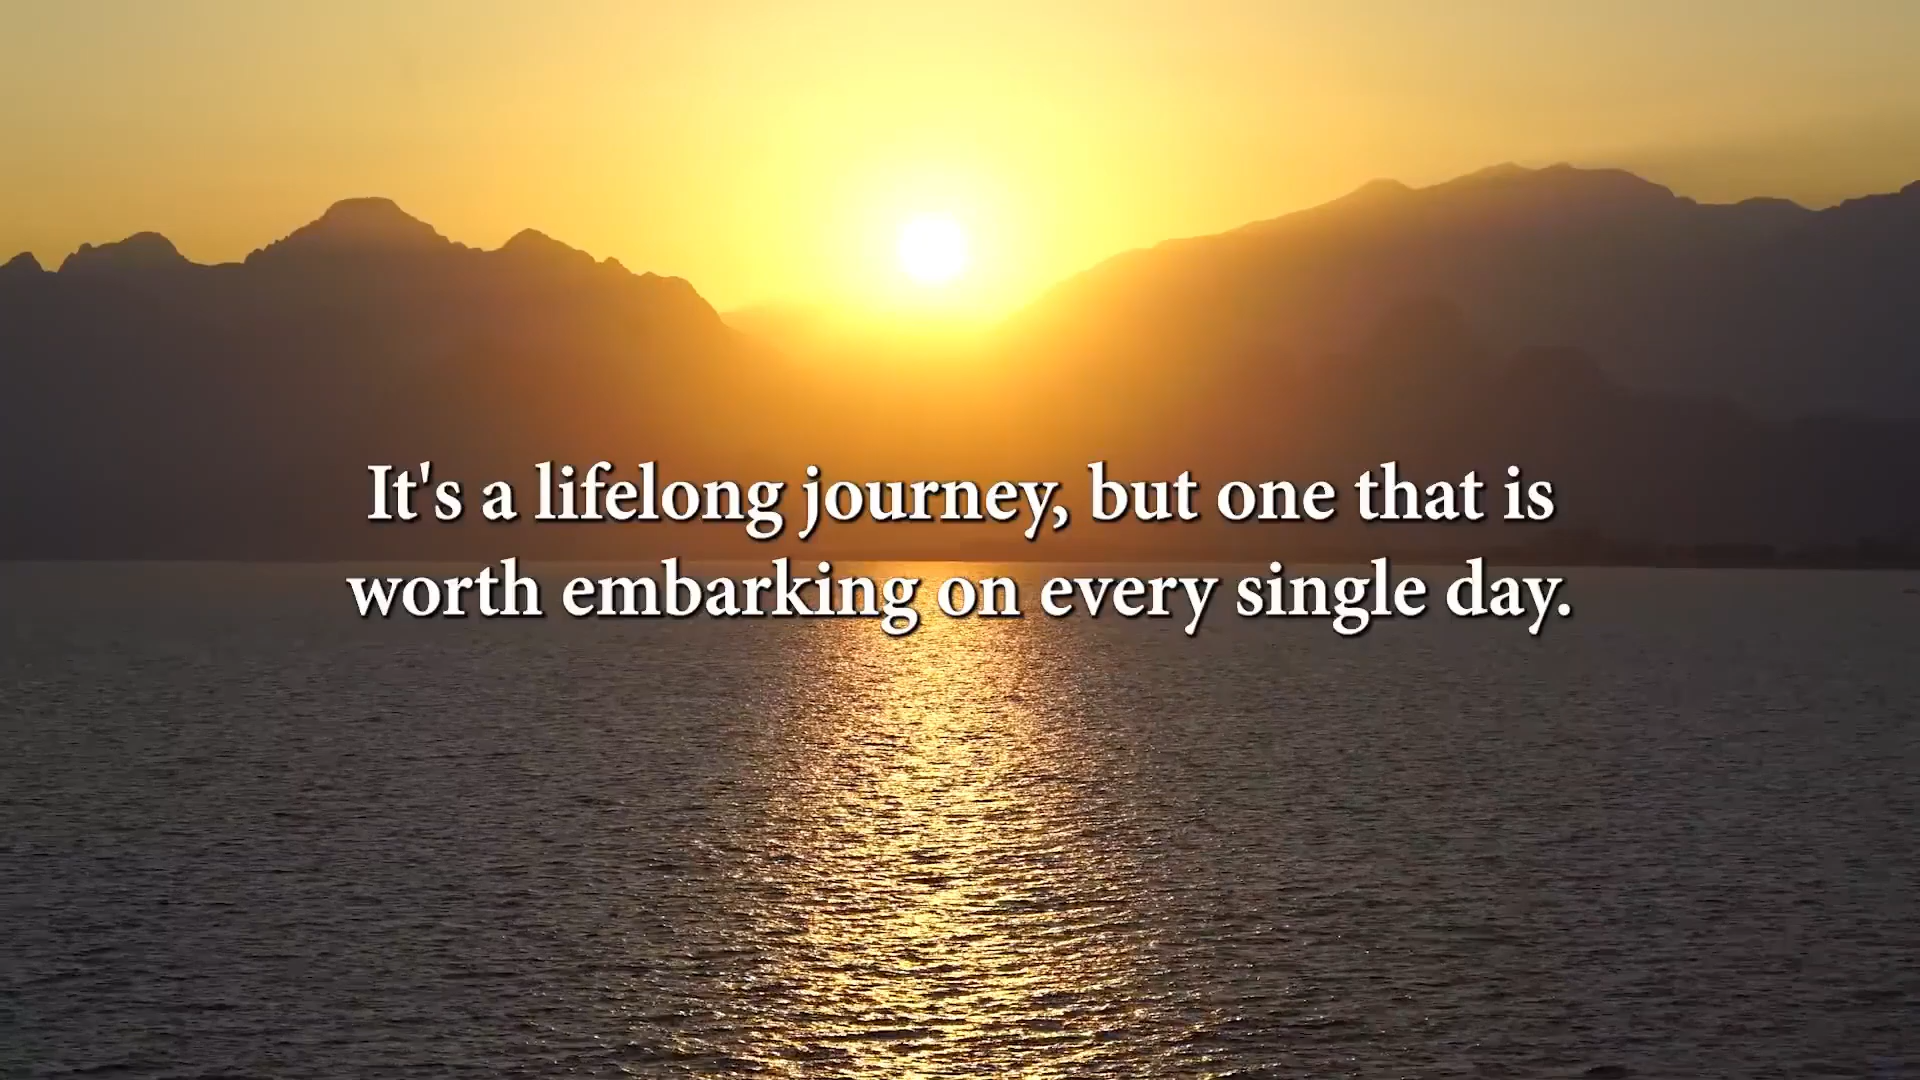 It's a lifelong journey, but one that is
worth embarking on every single day.